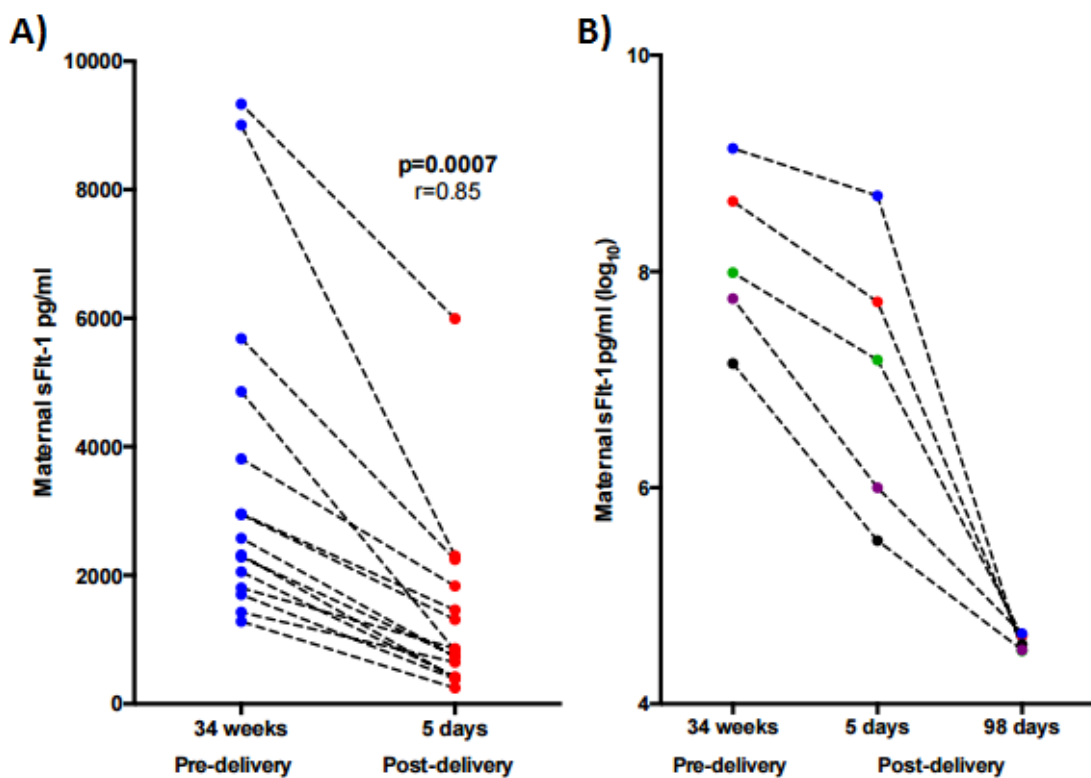 A)
10000
8000
6000
4000
2000
0
Maternal sFlt-1 pg/ml
p=0.0007
r=0.85
34 weeks
5 days
Pre-delivery
Post-delivery
B)
10
8
6
4
Maternal sFlt-1pg/ml (log₁₀)
34 weeks
5 days
98 days
Pre-delivery
Post-delivery